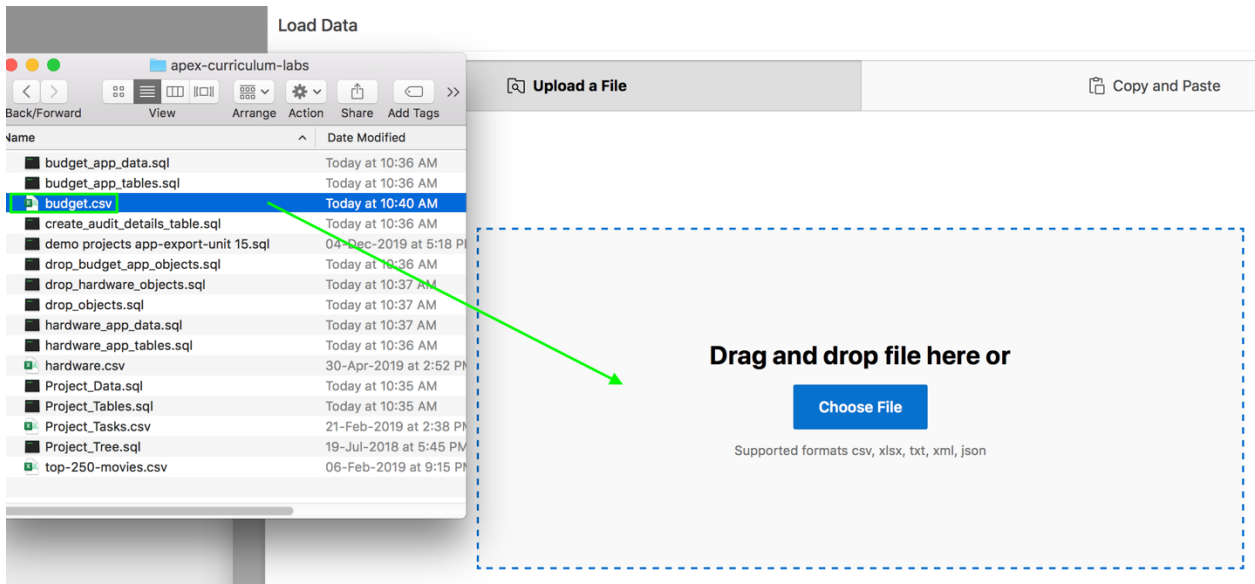 Load Data
apex-curriculum-labs
Upload a File
Copy and Paste
Back/Forward View Arrange Action Share Add Tags
Name Date Modified
budget_app_data.sql Today at 10:36 AM
budget_app_tables.sql Today at 10:36 AM
budget.csv Today at 10:40 AM
create_audit_details_table.sql Today at 10:36 AM
demo projects app-export-unit 15.sql 04-Dec-2019 at 5:18 PM
drop_budget_app_objects.sql Today at 10:36 AM
drop_hardware_objects.sql Today at 10:37 AM
drop_objects.sql Today at 10:37 AM
hardware_app_data.sql Today at 10:37 AM
hardware_app_tables.sql Today at 10:36 AM
hardware.csv 30-Apr-2019 at 2:52 PM
Project_Data.sql Today at 10:35 AM
Project_Tables.sql Today at 10:35 AM
Project_Tasks.csv 21-Feb-2019 at 2:38 PM
Project_Tree.sql 19-Jul-2018 at 5:45 PM
top-250-movies.csv 06-Feb-2019 at 9:15 PM
Drag and drop file here or
Choose File
Supported formats csv, xlsx, txt, xml, json